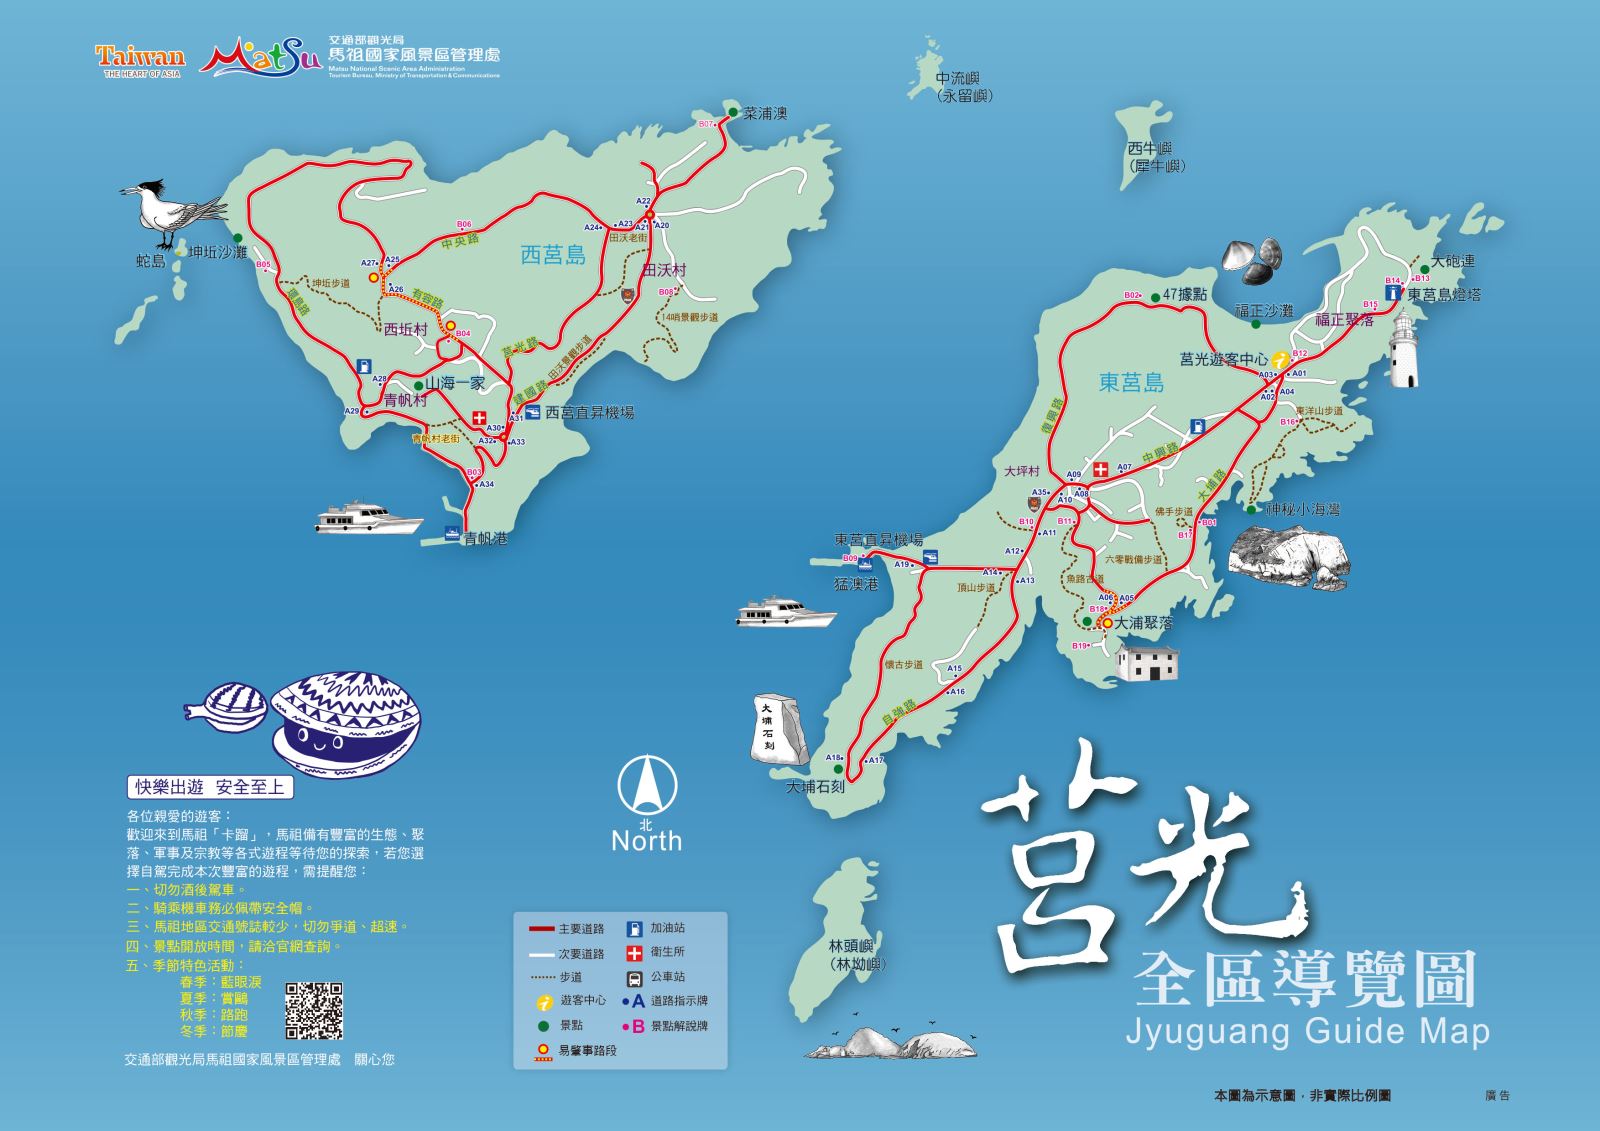 Taiwan
THE HEART OF ASIA
Matsu
交通部觀光局
馬祖國家風景區管理處
Matsu National Scenic Area Administration
Tourism Bureau, Ministry of Transportation & Communications
中流嶼
(永留嶼)
西牛嶼
(犀牛嶼)
菜浦澳
B07
A22
A23
A24
A21
A20
B06
中央路
田沃老街
西莒島
田沃村
蛇島
坤坵沙灘
B05
A27
A25
坤坵步道
A26
環島路
有容路
B08
14哨景觀步道
西坵村
B04
莒光路
田沃景觀步道
A28
山海一家
青帆村
建國路
A29
A31
西莒直昇機場
A30
A32
A33
青帆村老街
B03
A34
青帆港
大砲連
B13
B14
東莒島燈塔
B15
47據點
B02
福正沙灘
福正聚落
莒光遊客中心
B12
A03
A01
A04
A02
東莒島
復興路
東洋山步道
B16
中興路
大坪村
A09
A07
大埔路
A35
A08
A10
神秘小海灣
佛手步道
B10
B11
B01
B17
A11
東莒直昇機場
B09
A12
六零戰備步道
A19
A14
猛澳港
A13
魚路古道
頂山步道
A06
A05
B18
大浦聚落
B19
懷古步道
A15
A16
自強路
大埔石刻
A18
A17
大埔石刻
快樂出遊 安全至上
各位親愛的遊客：
歡迎來到馬祖「卡蹓」，馬祖備有豐富的生態、聚
落、軍事及宗教等各式遊程等待您的探索，若您選
擇自駕完成本次豐富的遊程，需提醒您：
一、切勿酒後駕車。
二、騎乘機車務必佩帶安全帽。
三、馬祖地區交通號誌較少，切勿爭道、超速。
四、景點開放時間，請洽官網查詢。
五、季節特色活動：
春季：藍眼淚
夏季：賞鷗
秋季：路跑
冬季：節慶
交通部觀光局馬祖國家風景區管理處 關心您
北
North
主要道路
加油站
次要道路
衛生所
步道
公車站
遊客中心
A 道路指示牌
景點
B 景點解說牌
易肇事路段
林頭嶼
(林坳嶼)
莒光
全區導覽圖
Jyuguang Guide Map
本圖為示意圖，非實際比例圖
廣告